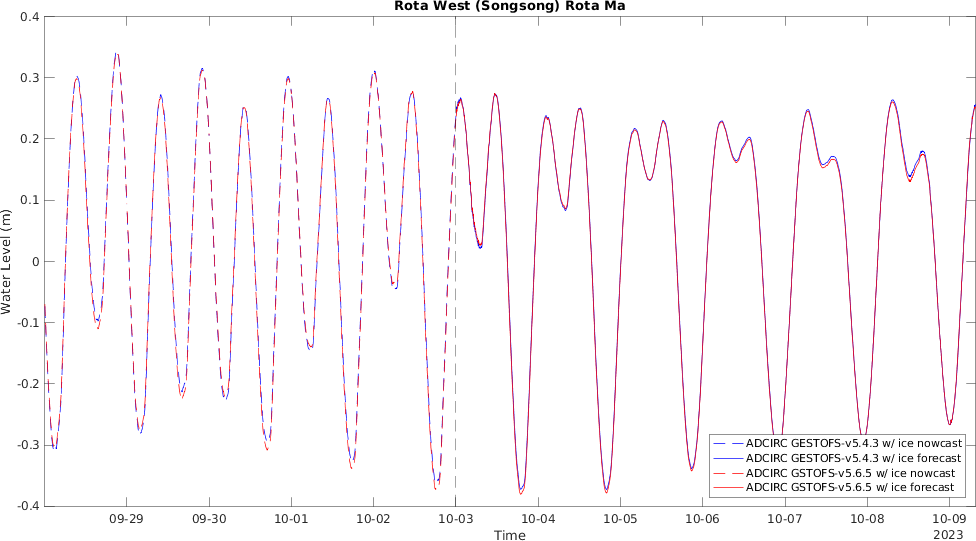 Rota West (Songsong) Rota Ma
0.4
0.3
0.2
0.1
0
-0.1
-0.2
-0.3
-0.4
Water Level (m)
ADCIRC GESTOFS-v5.4.3 w/ ice nowcast
ADCIRC GESTOFS-v5.4.3 w/ ice forecast
ADCIRC GSTOFS-v5.6.5 w/ ice nowcast
ADCIRC GSTOFS-v5.6.5 w/ ice forecast
09-29 09-30 10-01 10-02 10-03 10-04 10-05 10-06 10-07 10-08 10-09
2023
Time